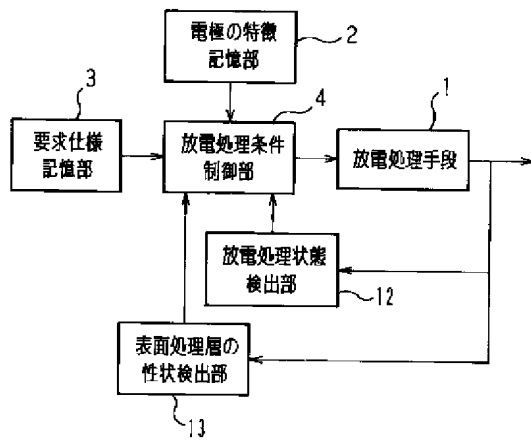 電極の特徴
記憶部
2
3
4
1
要求仕様
記憶部
放電処理条件
制御部
放電処理手段
放電処理状態
検出部
12
表面処理層の
性状検出部
13